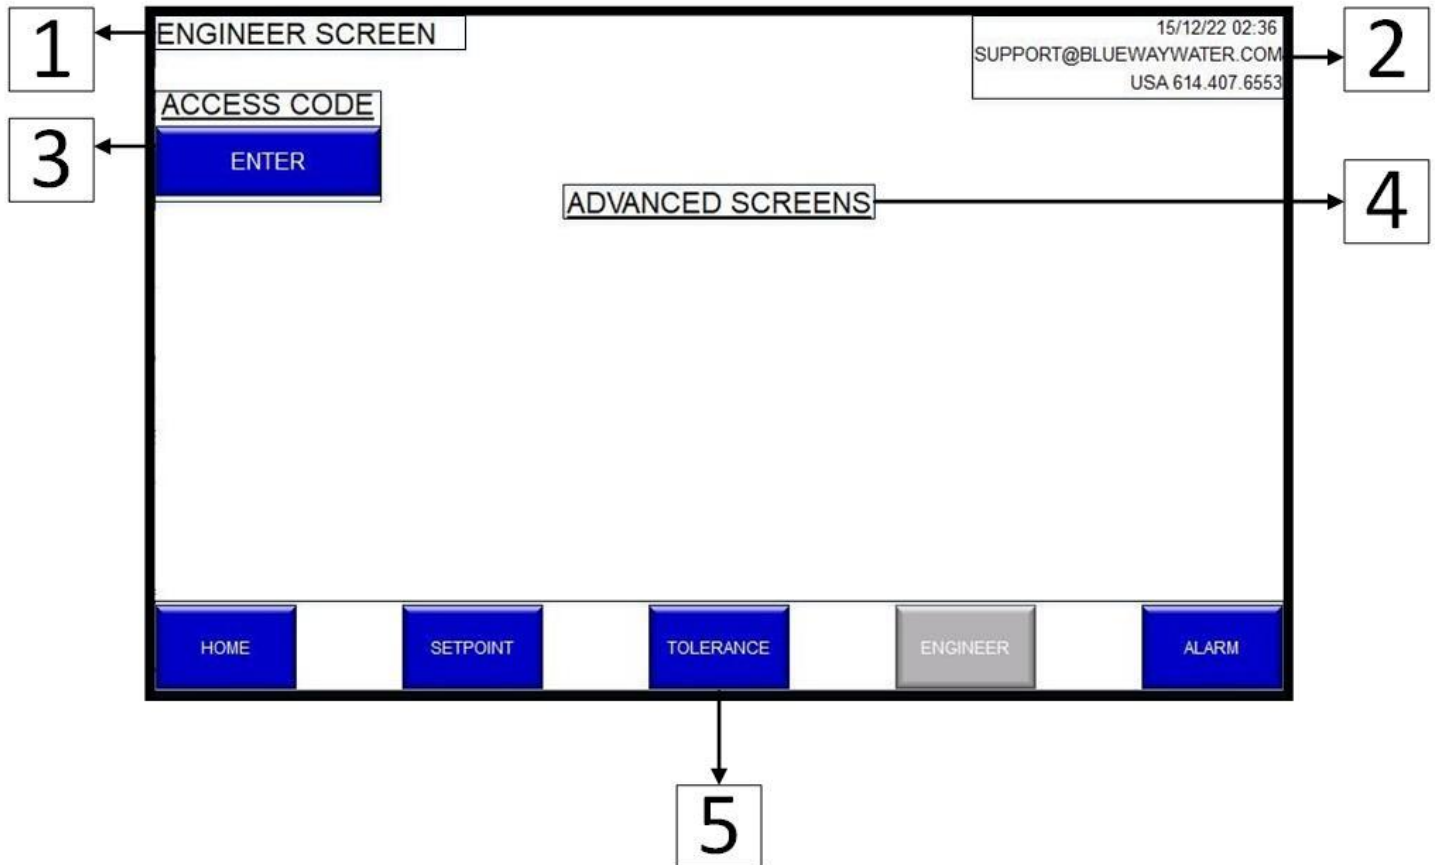 1
ENGINEER SCREEN
15/12/22 02:36
SUPPORT@BLUEWAYWATER.COM
USA 614.407.6553
2
ACCESS CODE
3
ENTER
ADVANCED SCREENS
4
HOME
SETPOINT
TOLERANCE
ENGINEER
ALARM
5